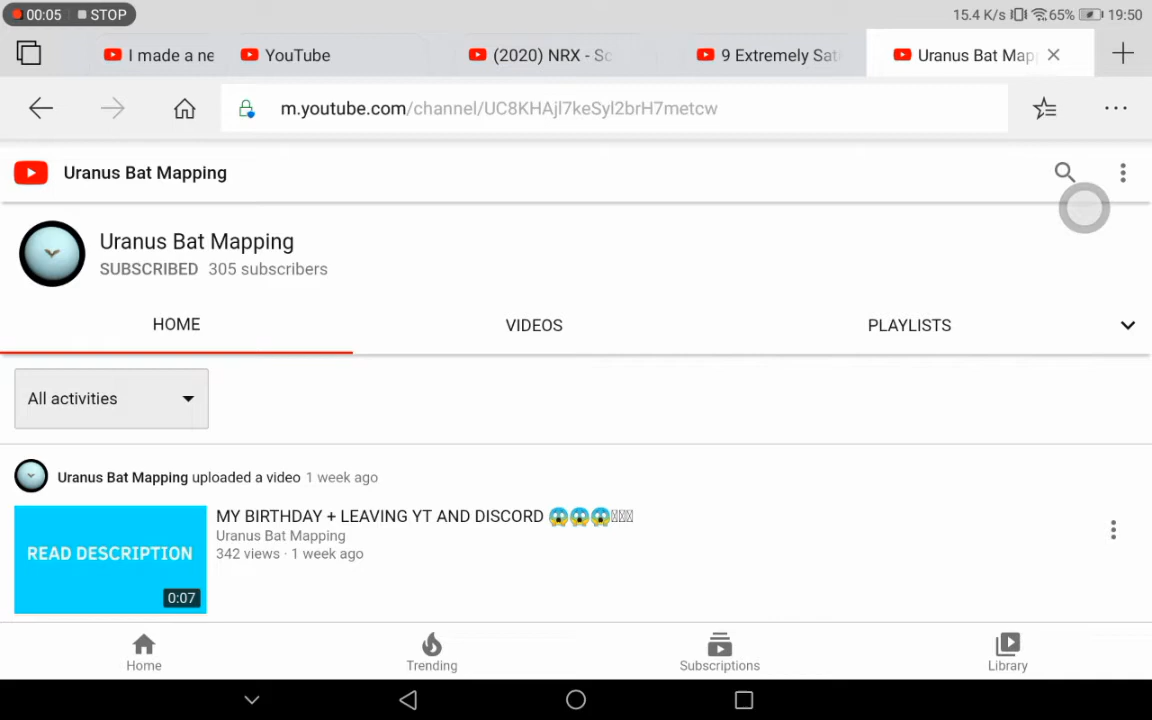 00:05 STOP 15.4 K/s 65% 19:50
I made a ne YouTube (2020) NRX - Sc 9 Extremely Sat Uranus Bat Map
m.youtube.com/channel/UC8KHAjl7keSyl2brH7metcw
Uranus Bat Mapping
Uranus Bat Mapping
SUBSCRIBED 305 subscribers
HOME VIDEOS PLAYLISTS
All activities
Uranus Bat Mapping uploaded a video 1 week ago
MY BIRTHDAY + LEAVING YT AND DISCORD 😱😱😱
READ DESCRIPTION
Uranus Bat Mapping
342 views · 1 week ago
0:07
Home Trending Subscriptions Library